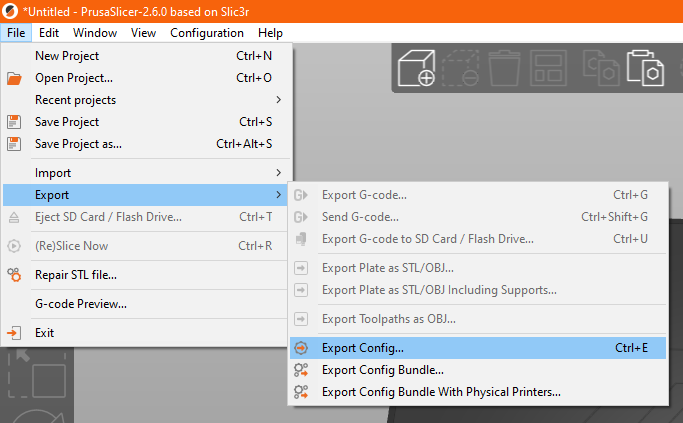 *Untitled - PrusaSlicer-2.6.0 based on Slic3r
File Edit Window View Configuration Help
New Project Ctrl+N
Open Project... Ctrl+O
Recent projects
Save Project Ctrl+S
Save Project as... Ctrl+Alt+S
Import
Export
Eject SD Card / Flash Drive... Ctrl+T
(Re)Slice Now Ctrl+R
Repair STL file...
G-code Preview...
Exit
Export G-code... Ctrl+G
Send G-code... Ctrl+Shift+G
Export G-code to SD Card / Flash Drive... Ctrl+U
Export Plate as STL/OBJ...
Export Plate as STL/OBJ Including Supports...
Export Toolpaths as OBJ...
Export Config... Ctrl+E
Export Config Bundle...
Export Config Bundle With Physical Printers...